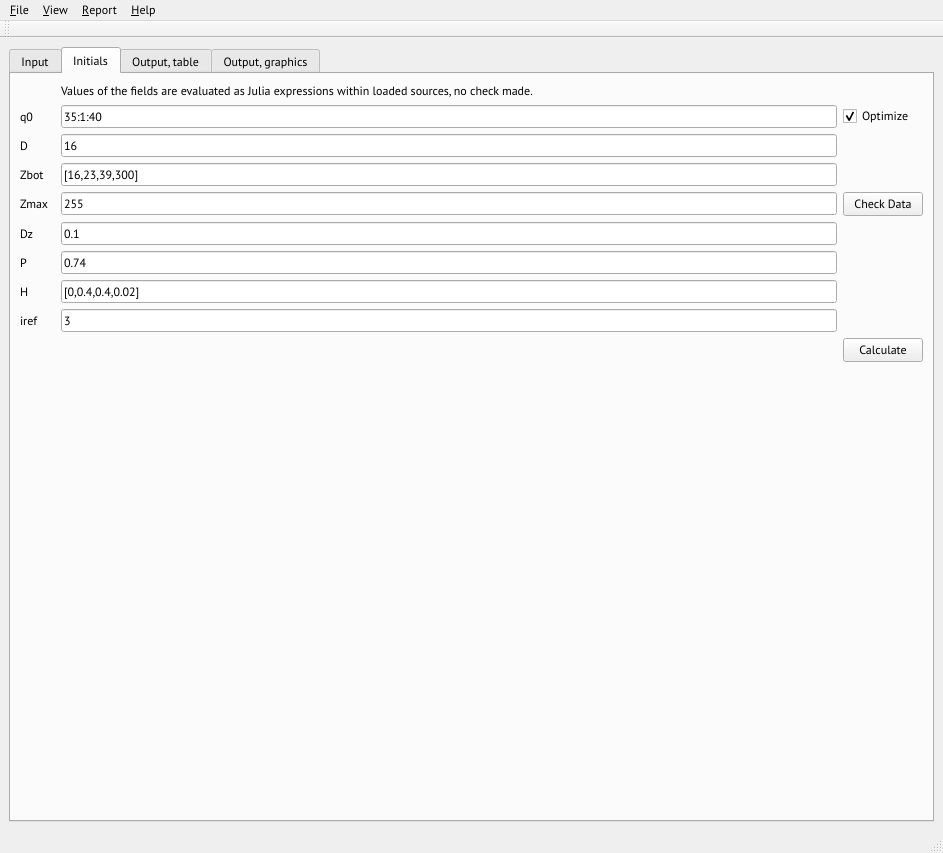 File View Report Help
Input Initials Output, table Output, graphics
Values of the fields are evaluated as Julia expressions within loaded sources, no check made.
q0 35:1:40 Optimize
D 16
Zbot [16,23,39,300]
Zmax 255 Check Data
Dz 0.1
P 0.74
H [0,0.4,0.4,0.02]
iref 3
Calculate